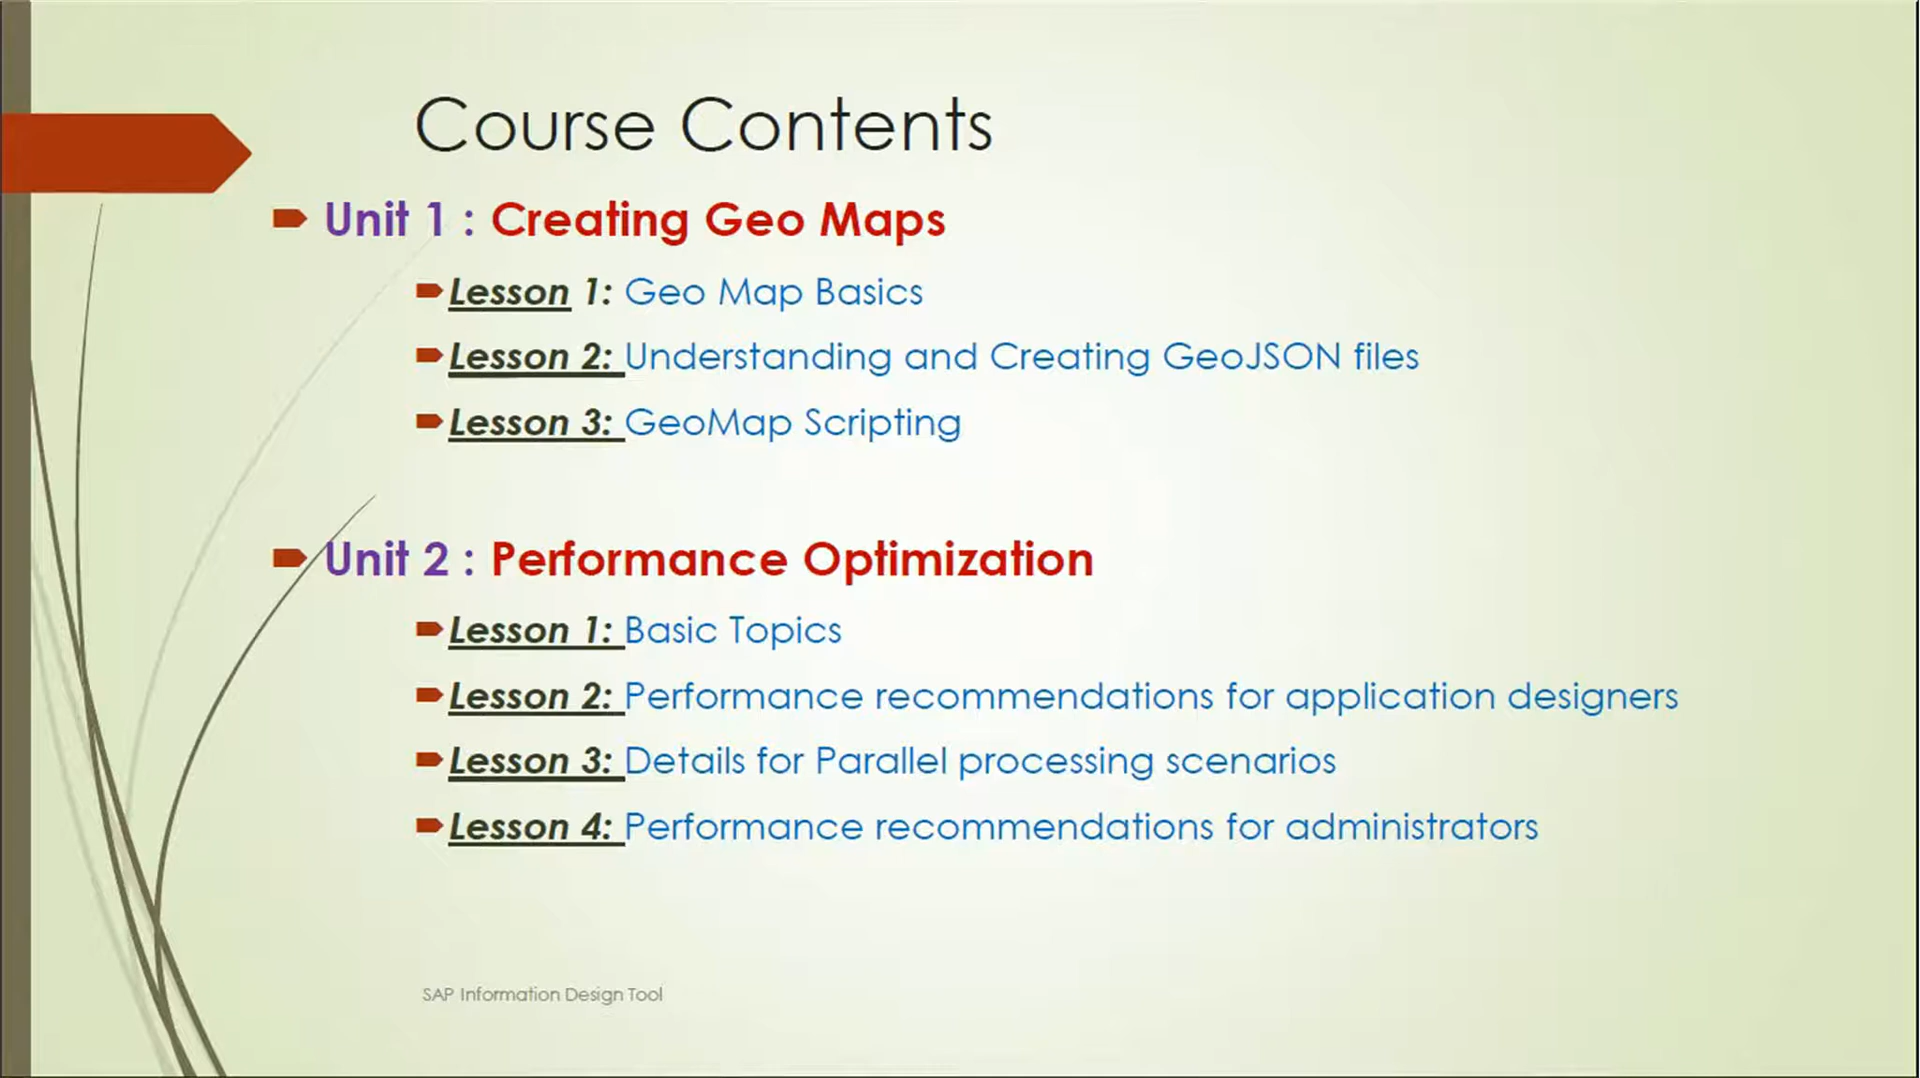 Course Contents
Unit 1 : Creating Geo Maps
Lesson 1: Geo Map Basics
Lesson 2: Understanding and Creating GeoJSON files
Lesson 3: GeoMap Scripting
Unit 2 : Performance Optimization
Lesson 1: Basic Topics
Lesson 2: Performance recommendations for application designers
Lesson 3: Details for Parallel processing scenarios
Lesson 4: Performance recommendations for administrators
SAP Information Design Tool